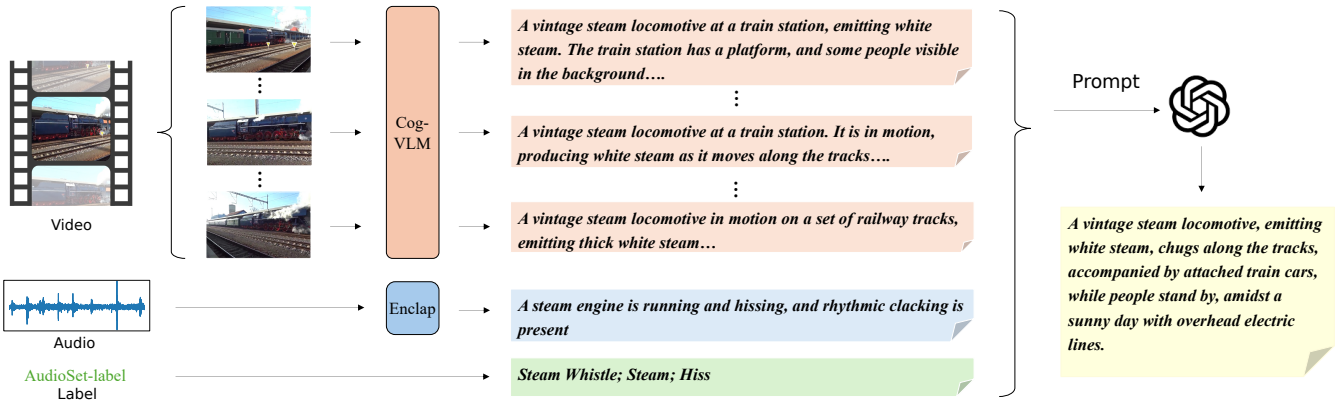 A vintage steam locomotive at a train station, emitting white
steam. The train station has a platform, and some people visible
in the background….
Cog-
VLM
A vintage steam locomotive at a train station. It is in motion,
producing white steam as it moves along the tracks….
A vintage steam locomotive in motion on a set of railway tracks,
emitting thick white steam…
Video
Enclap
A steam engine is running and hissing, and rhythmic clacking is
present
Audio
AudioSet-label
Label
Steam Whistle; Steam; Hiss
Prompt
A vintage steam locomotive, emitting
white steam, chugs along the tracks,
accompanied by attached train cars,
while people stand by, amidst a
sunny day with overhead electric
lines.